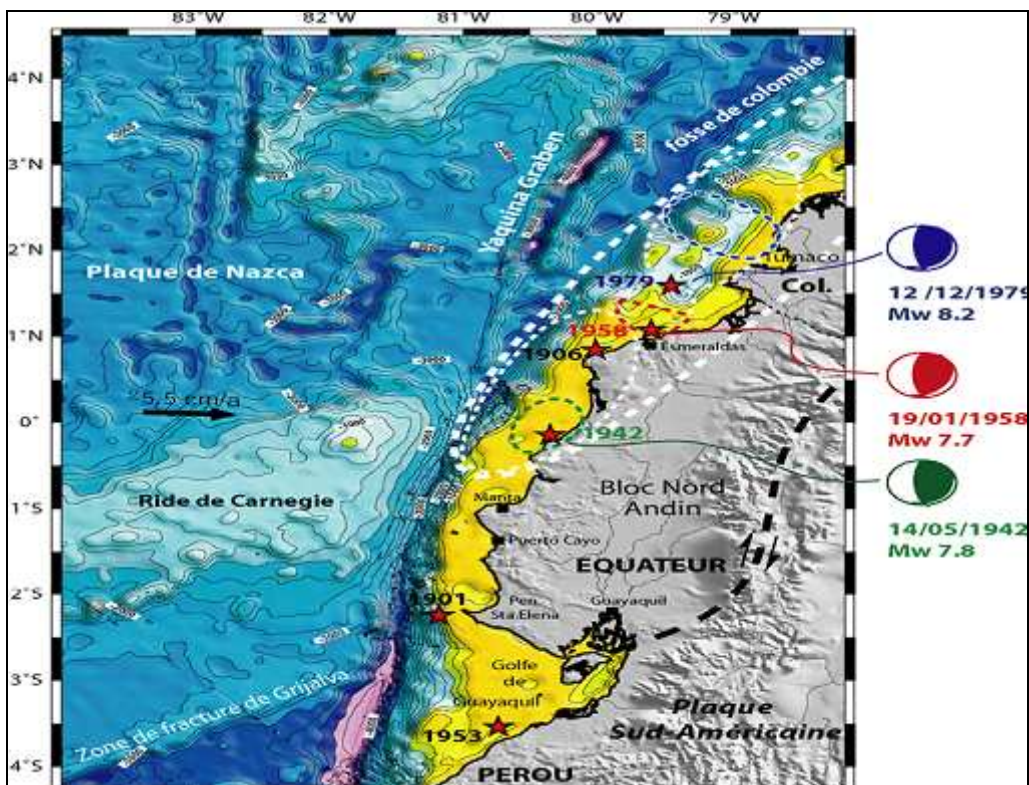 83°W 82°W 81°W 80°W 79°W
4°N
3°N
2°N
1°N
0°
1°S
2°S
3°S
4°S
fosse de colombie
Yaquina Graben
Plaque de Nazca
Tumaco
1979
Col.
12 /12/1979
Mw 8.2
1958
1906
Esmeraldas
19/01/1958
Mw 7.7
5,5 cm/a
1942
14/05/1942
Mw 7.8
Ride de Carnegie
Manta
Bloc Nord
Andin
Puerto Cayo
EQUATEUR
1901
Pen
Sta.Elena
Guayaquil
Golfe
de
Guayaquil
Zone de fracture de Grijalva
1953
Plaque
Sud-Américaine
PEROU